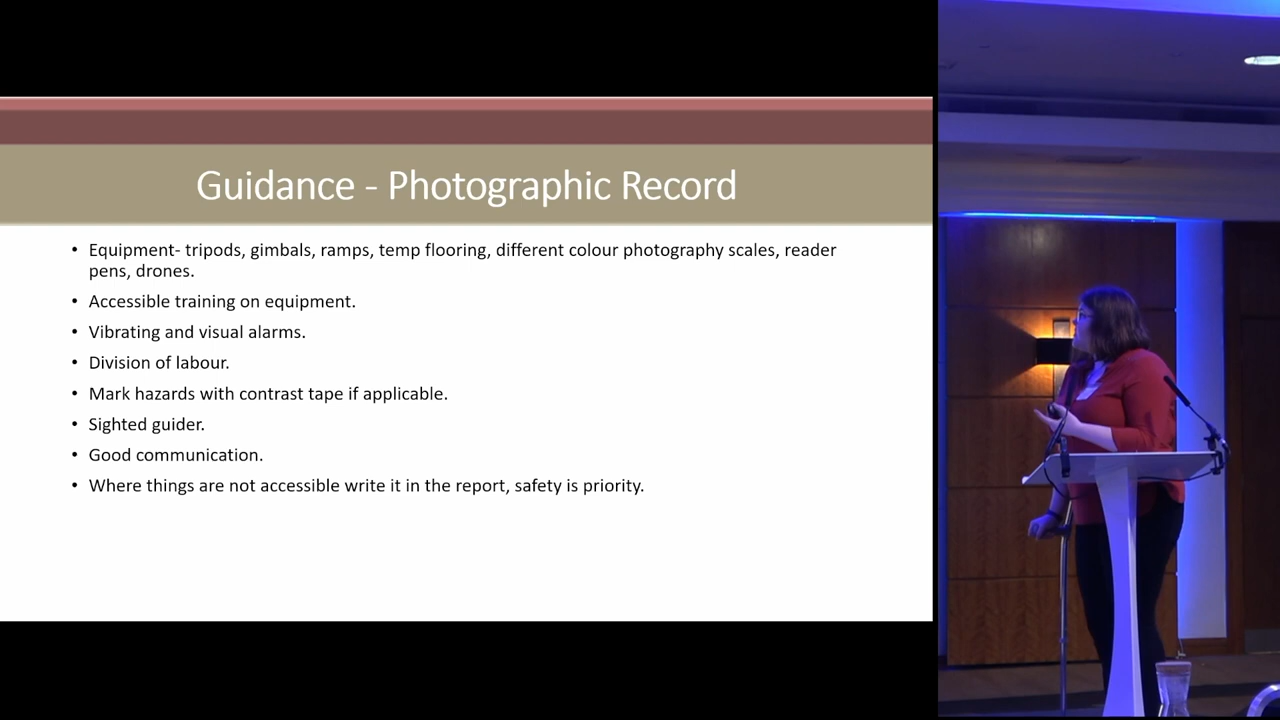 Guidance - Photographic Record
• Equipment- tripods, gimbals, ramps, temp flooring, different colour photography scales, reader
pens, drones.
• Accessible training on equipment.
• Vibrating and visual alarms.
• Division of labour.
• Mark hazards with contrast tape if applicable.
• Sighted guider.
• Good communication.
• Where things are not accessible write it in the report, safety is priority.